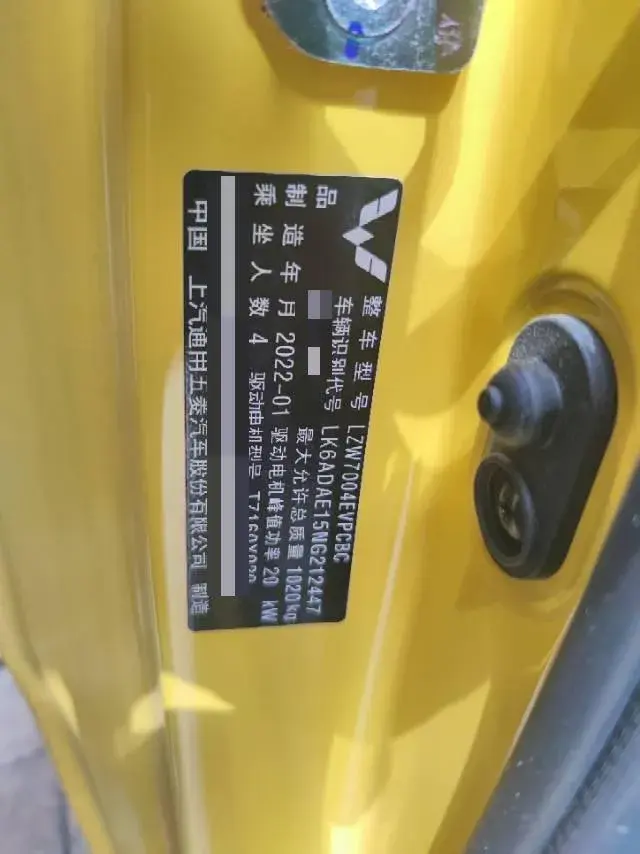 整车型号 LZW7004EVPCBC
车辆识别代号 LK6ADAE15NG212447
品 最大允许总质量 1020kg
制造年月 2022-01 驱动电机峰值功率 20 kW
乘坐人数 4 驱动电机型号
中国 上汽通用五菱汽车股份有限公司 制造